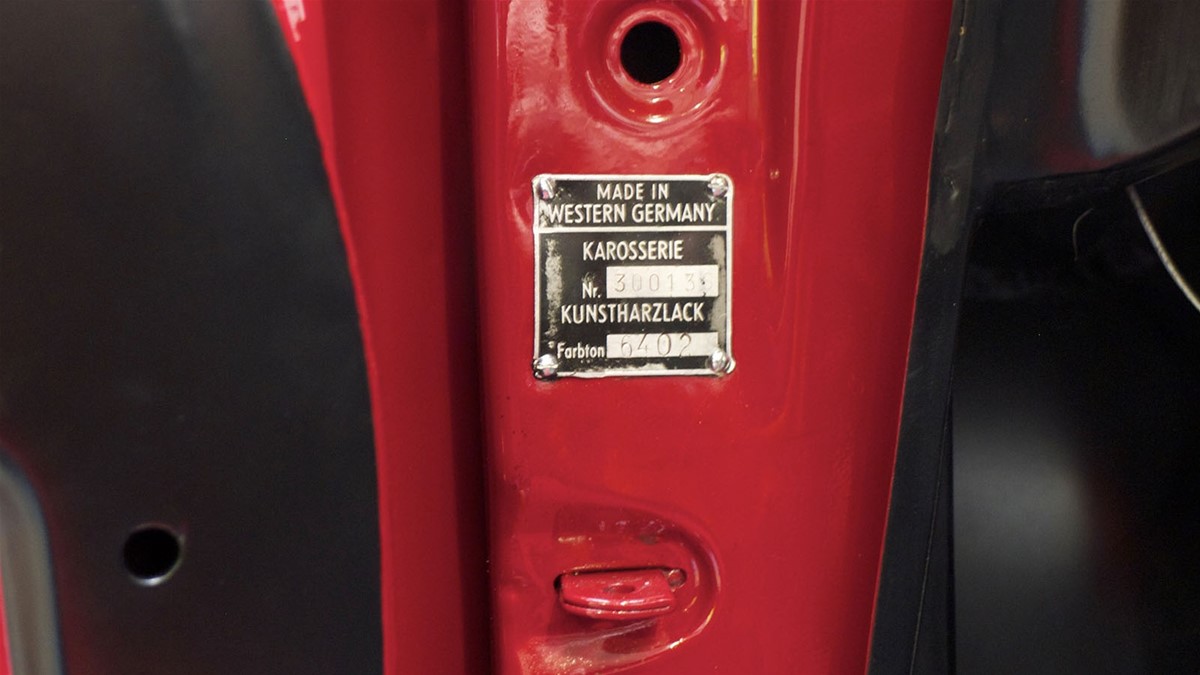 MADE IN
WESTERN GERMANY
KAROSSERIE
Nr.
KUNSTHARZLACK
Farbton 6402